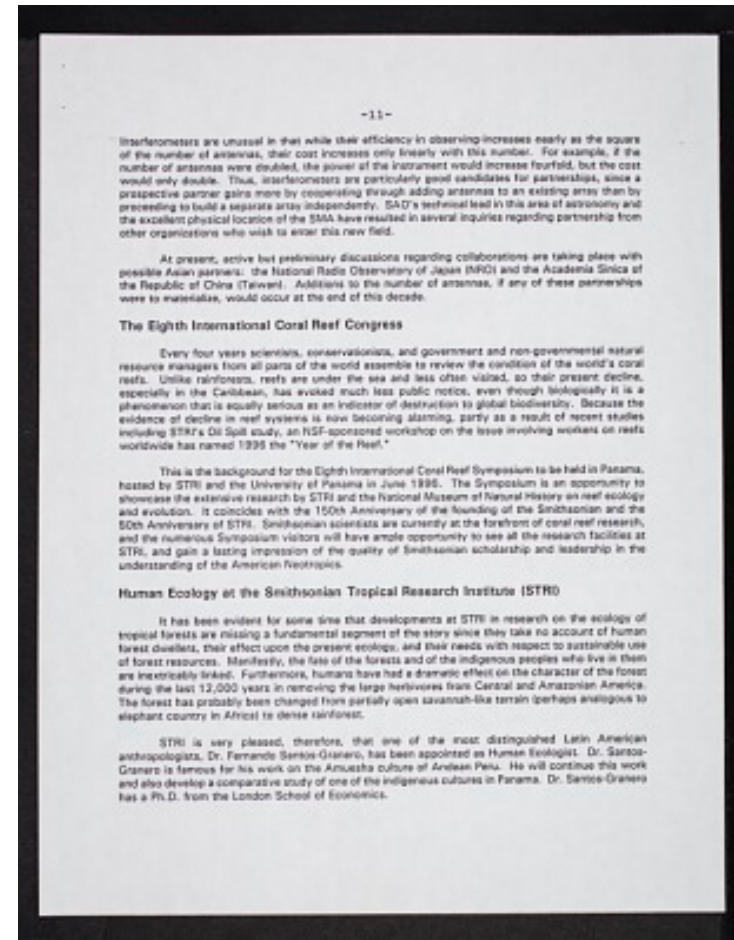 -11-
Interferometers are unusual in that while their efficiency in observing increases nearly as the square
of the number of antennas, their cost increases only linearly with this number. For example, if the
number of antennas were doubled, the power of the instrument would increase fourfold, but the cost
would only double. Thus, interferometers are particularly good candidates for partnerships, since a
prospective partner gains more by cooperating through adding antennas to an existing array than by
proceeding to build a separate array independently. SAO's technical lead in this area of astronomy and
the excellent physical location of the SMA have resulted in several inquiries regarding partnership from
other organizations who wish to enter this new field.
At present, active but preliminary discussions regarding collaborations are taking place with
possible Asian partners: the National Radio Observatory of Japan (NRO) and the Academia Sinica of
the Republic of China (Taiwan). Additions to the number of antennae, if any of these partnerships
were to materialize, would occur at the end of this decade.
The Eighth International Coral Reef Congress
Every four years scientists, conservationists, and government and non-governmental natural
resource managers from all parts of the world assemble to review the condition of the world's coral
reefs. Unlike rainforests, reefs are under the sea and less often visited, so their present decline,
especially in the Caribbean, has evoked much less public notice, even though biologically it is a
phenomenon that is equally serious as an indicator of destruction to global biodiversity. Because the
evidence of decline in reef systems is now becoming alarming, partly as a result of recent studies
including STRI's Oil Spill study, an NSF-sponsored workshop on the issue involving workers on reefs
worldwide has named 1996 the "Year of the Reef."
This is the background for the Eighth International Coral Reef Symposium to be held in Panama,
hosted by STRI and the University of Panama in June 1996. The Symposium is an opportunity to
showcase the extensive research by STRI and the National Museum of Natural History on reef ecology
and evolution. It coincides with the 150th Anniversary of the founding of the Smithsonian and the
50th Anniversary of STRI. Smithsonian scientists are currently at the forefront of coral reef research,
and the numerous Symposium visitors will have ample opportunity to see all the research facilities at
STRI, and gain a lasting impression of the quality of Smithsonian scholarship and leadership in the
understanding of the American Neotropics.
Human Ecology at the Smithsonian Tropical Research Institute (STRI)
It has been evident for some time that developments at STRI in research on the ecology of
tropical forests are missing a fundamental segment of the story since they take no account of human
forest dwellers, their effect upon the present ecology, and their needs with respect to sustainable use
of forest resources. Manifestly, the fate of the forests and of the indigenous peoples who live in them
are inextricably linked. Furthermore, humans have had a dramatic effect on the character of the forest
during the last 12,000 years in removing the large herbivores from Central and Amazonian America.
The forest has probably been changed from partially open savannah-like terrain (perhaps analogous to
elephant country in Africa) to dense rainforest.
STRI is very pleased, therefore, that one of the most distinguished Latin American
anthropologists, Dr. Fernando Santos-Granero, has been appointed as Human Ecologist. Dr. Santos-
Granero is famous for his work on the Amuesha culture of Andean Peru. He will continue this work
and also develop a comparative study of one of the indigenous cultures in Panama. Dr. Santos-Granero
has a Ph.D. from the London School of Economics.